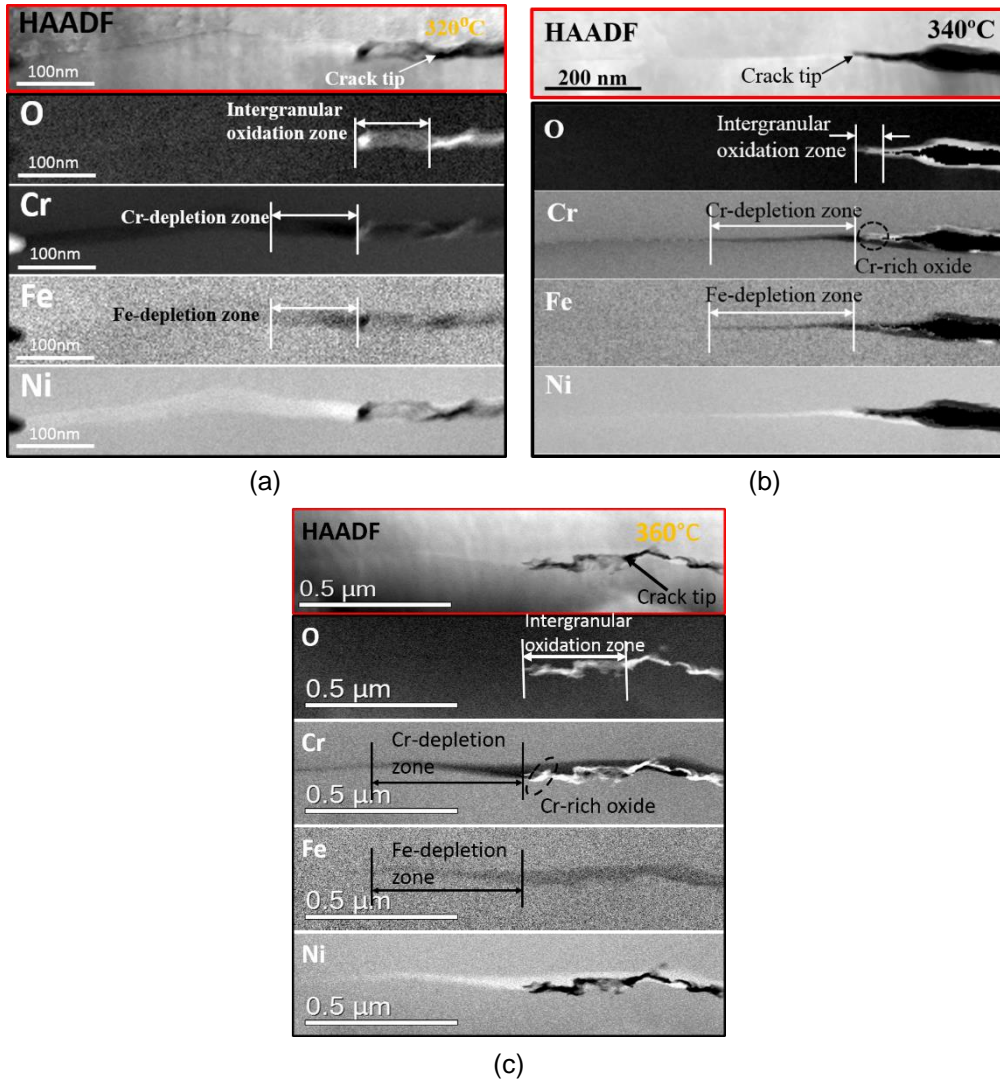 HAADF 320⁰C
Crack tip
100nm
O
Intergranular
oxidation zone
100nm
Cr
Cr-depletion zone
100nm
Fe
Fe-depletion zone
100nm
Ni
100nm
(a)
HAADF 340ºC
Crack tip
200 nm
O
Intergranular
oxidation zone
Cr
Cr-depletion zone
Cr-rich oxide
Fe
Fe-depletion zone
Ni
(b)
HAADF 360°C
Crack tip
0.5 µm
O
Intergranular
oxidation zone
0.5 µm
Cr
Cr-depletion
zone
0.5 µm
Cr-rich oxide
Fe
Fe-depletion
zone
0.5 µm
Ni
0.5 µm
(c)